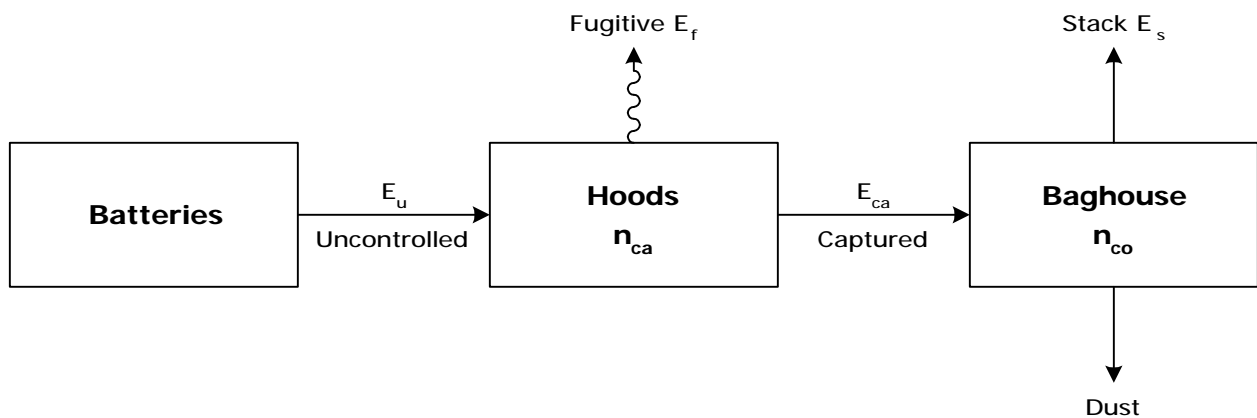 Fugitive E_f
Stack E_s
Batteries
E_u
Uncontrolled
Hoods
n_ca
E_ca
Captured
Baghouse
n_co
Dust